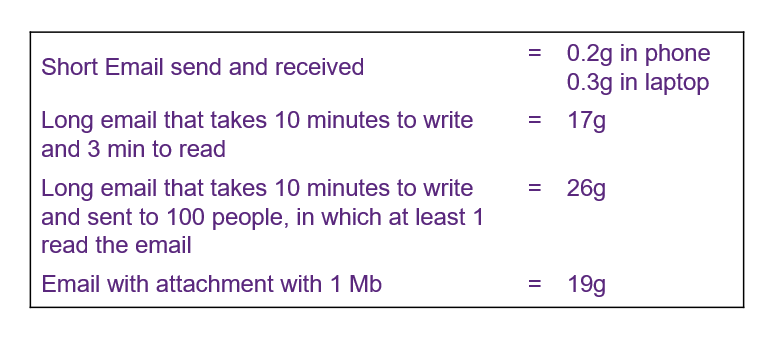 Short Email send and received = 0.2g in phone
0.3g in laptop
Long email that takes 10 minutes to write = 17g
and 3 min to read
Long email that takes 10 minutes to write = 26g
and sent to 100 people, in which at least 1
read the email
Email with attachment with 1 Mb = 19g